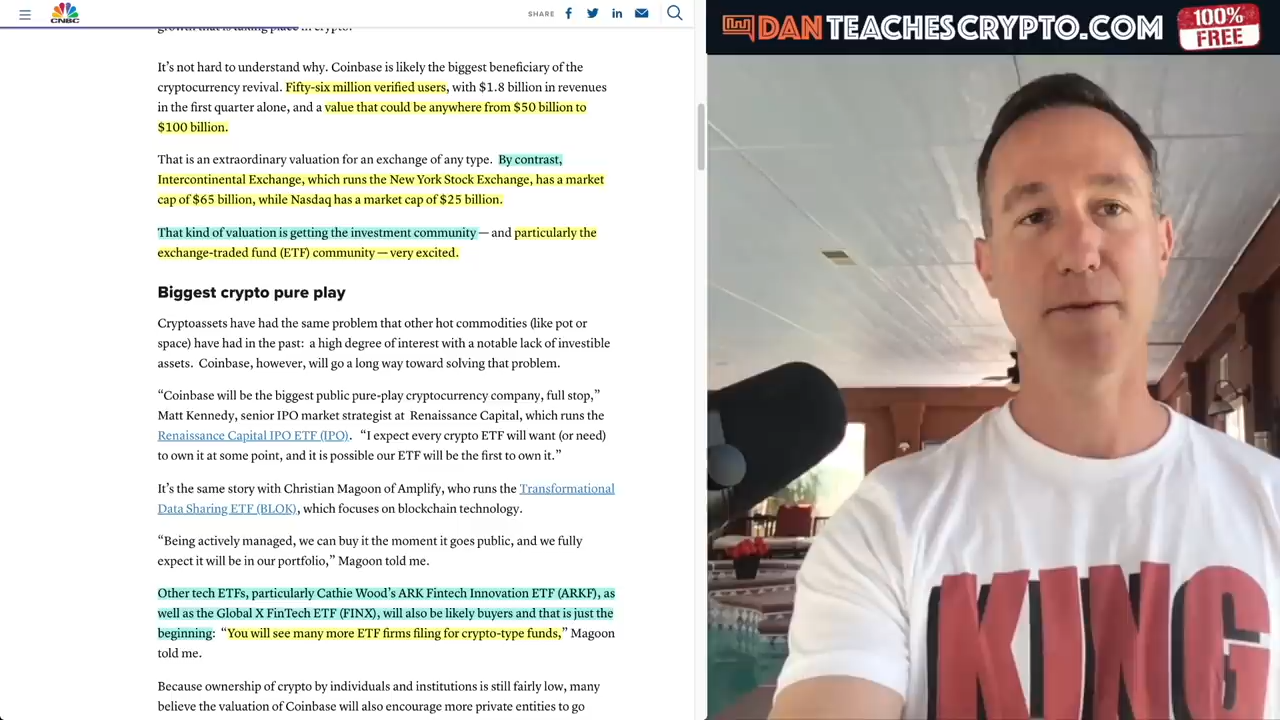 CNBC
SHARE
growth that is taking place in crypto.
It’s not hard to understand why. Coinbase is likely the biggest beneficiary of the
cryptocurrency revival. Fifty-six million verified users, with $1.8 billion in revenues
in the first quarter alone, and a value that could be anywhere from $50 billion to
$100 billion.
That is an extraordinary valuation for an exchange of any type.  By contrast,
Intercontinental Exchange, which runs the New York Stock Exchange, has a market
cap of $65 billion, while Nasdaq has a market cap of $25 billion.
That kind of valuation is getting the investment community — and particularly the
exchange-traded fund (ETF) community — very excited.
Biggest crypto pure play
Cryptoassets have had the same problem that other hot commodities (like pot or
space) have had in the past:  a high degree of interest with a notable lack of investible
assets.  Coinbase, however, will go a long way toward solving that problem.
“Coinbase will be the biggest public pure-play cryptocurrency company, full stop,”
Matt Kennedy, senior IPO market strategist at  Renaissance Capital, which runs the
Renaissance Capital IPO ETF (IPO).   “I expect every crypto ETF will want (or need)
to own it at some point, and it is possible our ETF will be the first to own it.”
It’s the same story with Christian Magoon of Amplify, who runs the Transformational
Data Sharing ETF (BLOK), which focuses on blockchain technology.
“Being actively managed, we can buy it the moment it goes public, and we fully
expect it will be in our portfolio,” Magoon told me.
Other tech ETFs, particularly Cathie Wood’s ARK Fintech Innovation ETF (ARKF), as
well as the Global X FinTech ETF (FINX), will also be likely buyers and that is just the
beginning:  “You will see many more ETF firms filing for crypto-type funds,” Magoon
told me.
Because ownership of crypto by individuals and institutions is still fairly low, many
believe the valuation of Coinbase will also encourage more private entities to go
DANTEACHESCRYPTO.COM
100%
FREE
KING